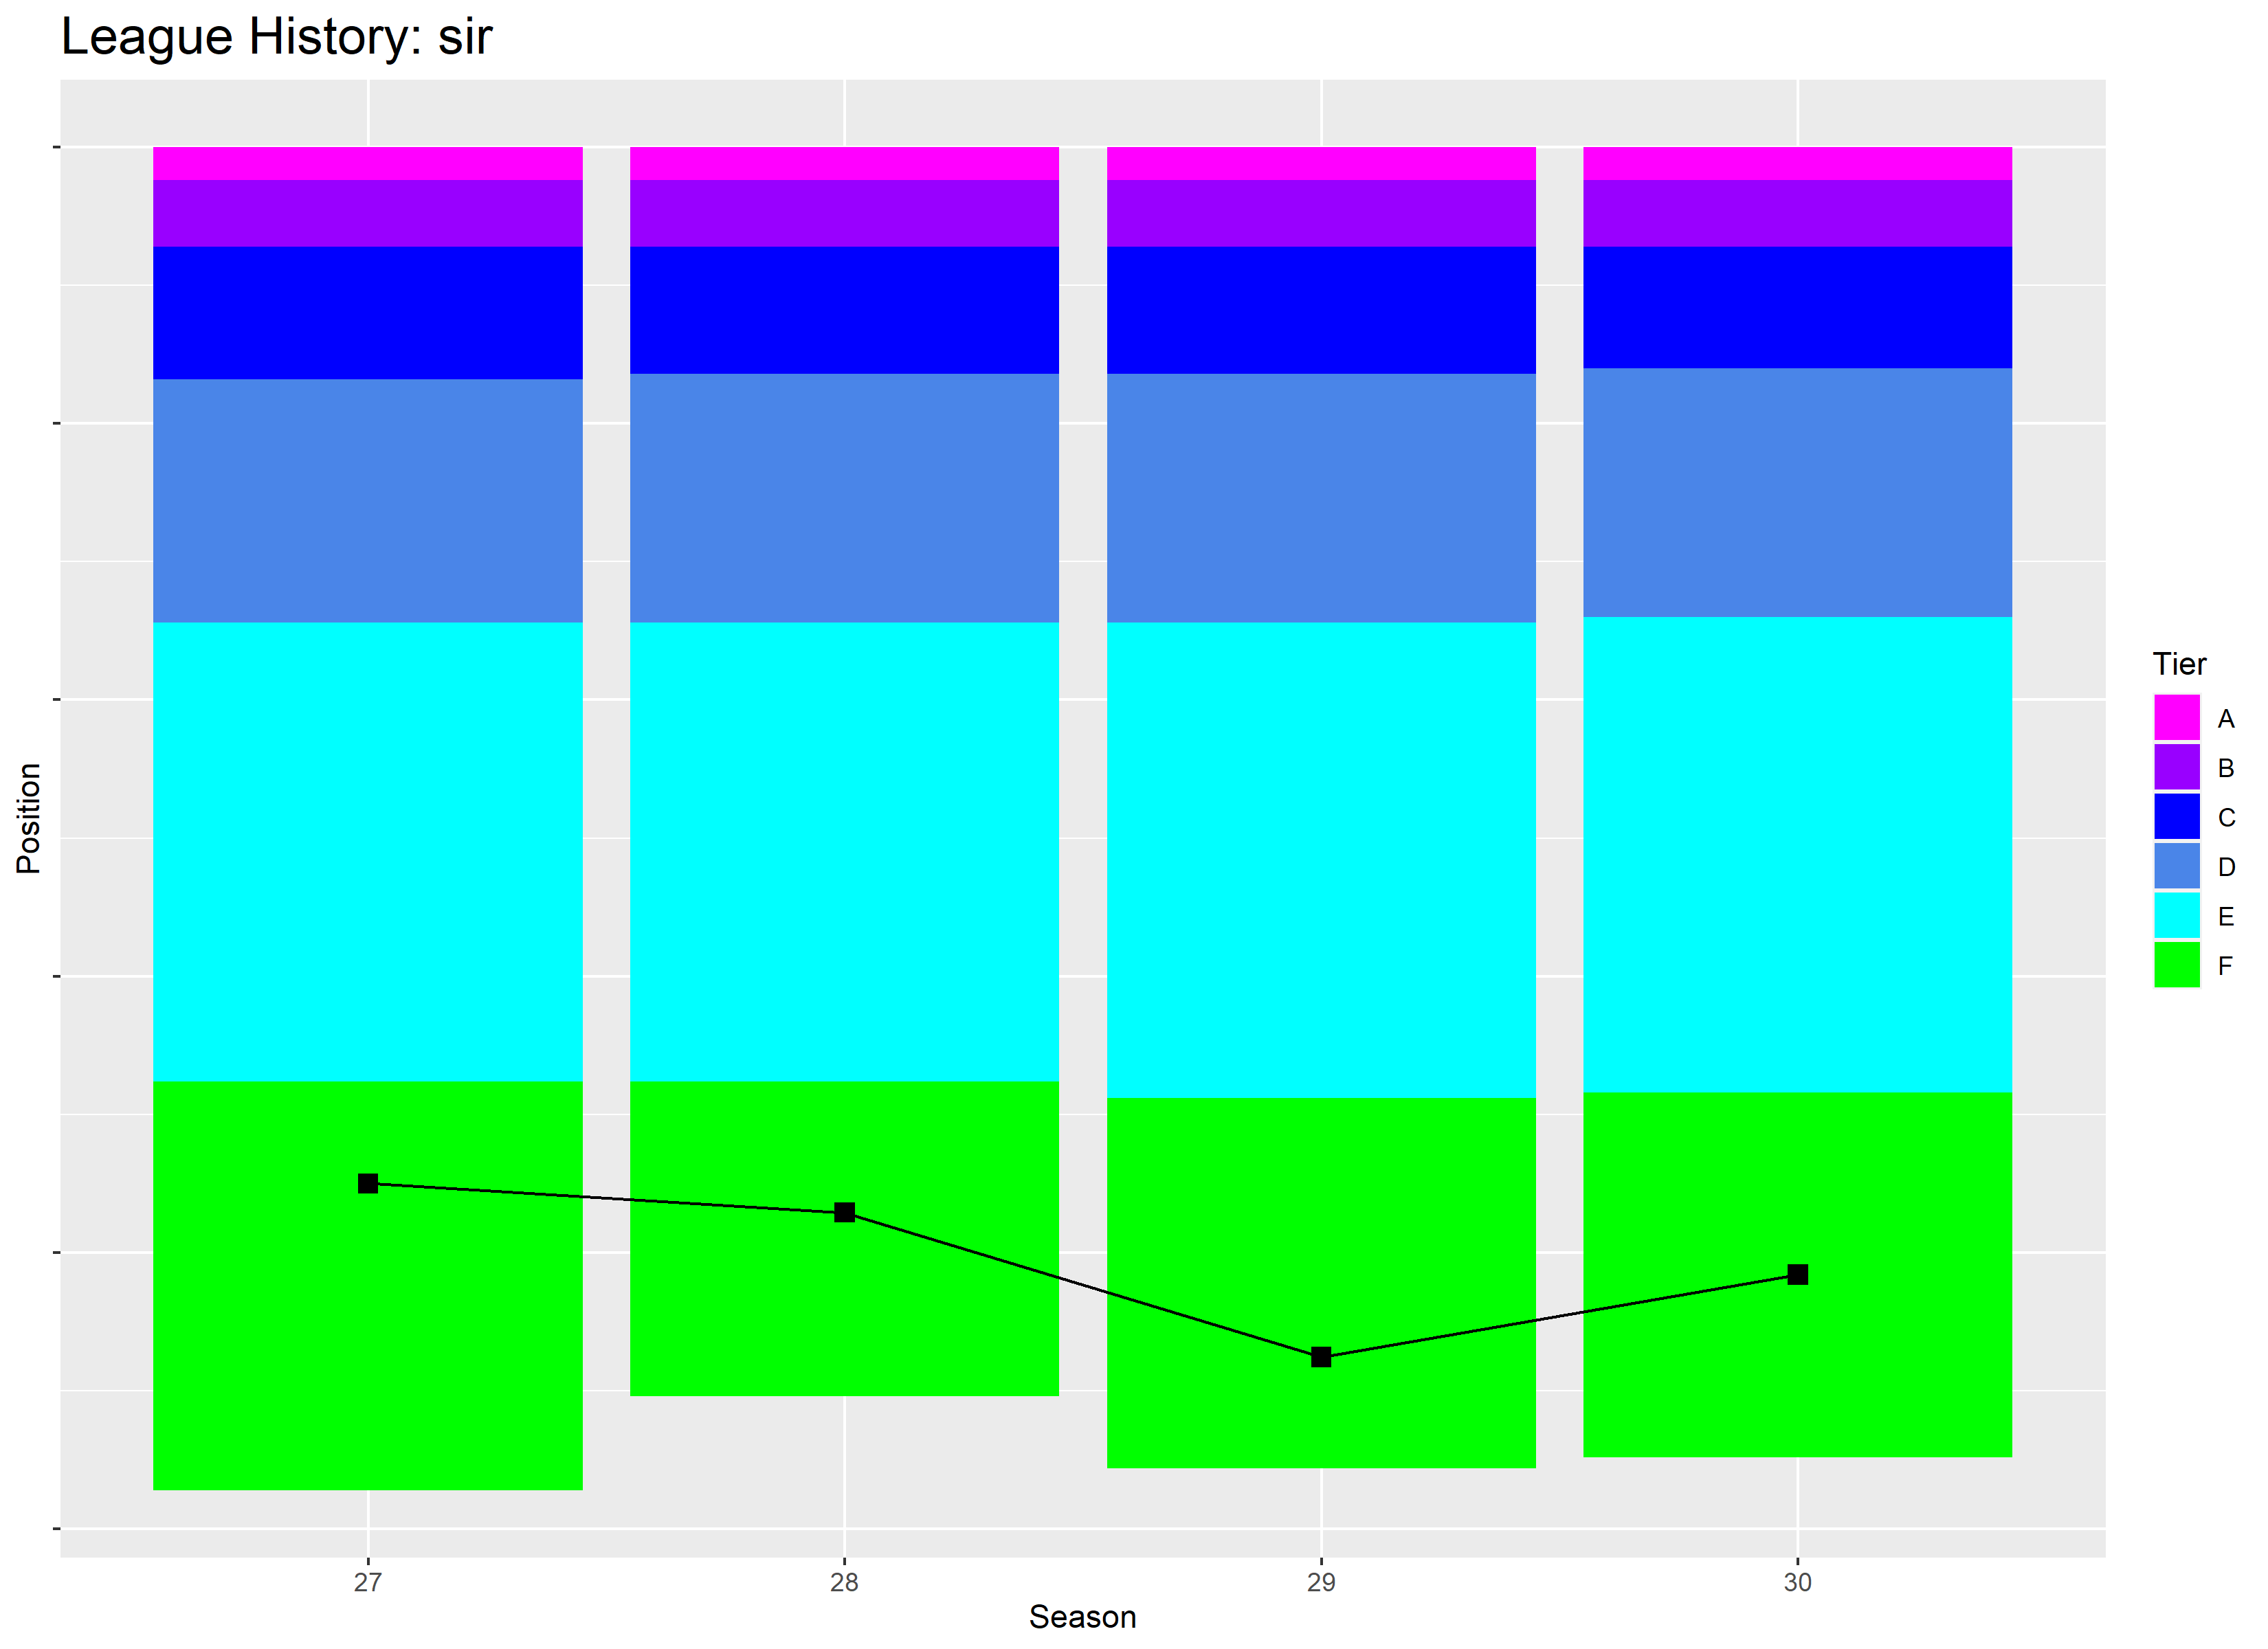 League History: sir
Position
27
28
29
30
Season
Tier
A
B
C
D
E
F